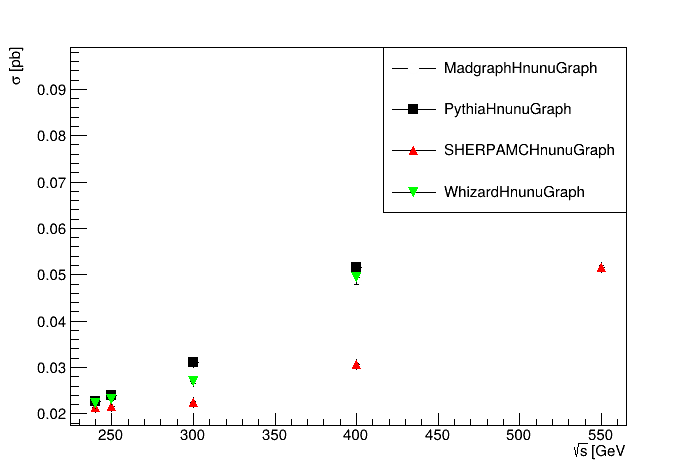 σ [pb]
MadgraphHnunuGraph
PythiaHnunuGraph
SHERPAMCHnunuGraph
WhizardHnunuGraph
0.09
0.08
0.07
0.06
0.05
0.04
0.03
0.02
250 300 350 400 450 500 550
√s [GeV